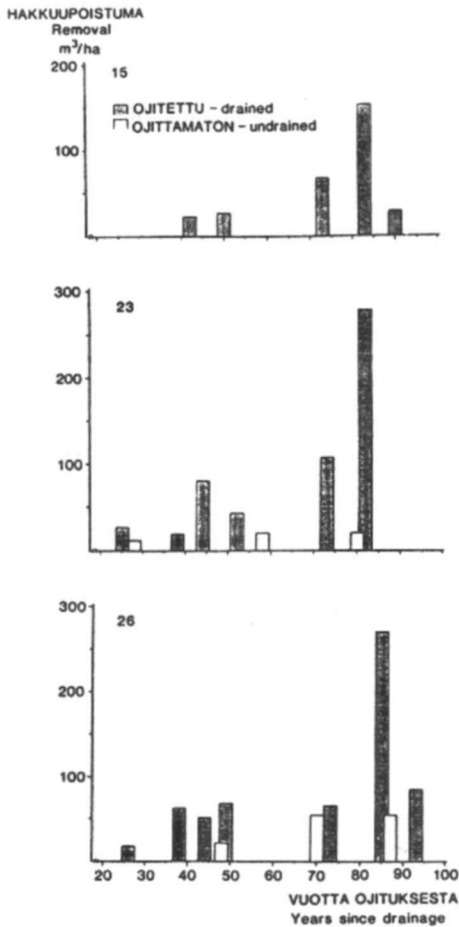 HAKKUUPOISTUMA
Removal
m³/ha
200
15
OJITETTU – drained
OJITTAMATON – undrained
100
300
23
200
100
300
26
200
100
20 30 40 50 60 70 80 90 100
VUOTTA OJITUKSESTA
Years since drainage